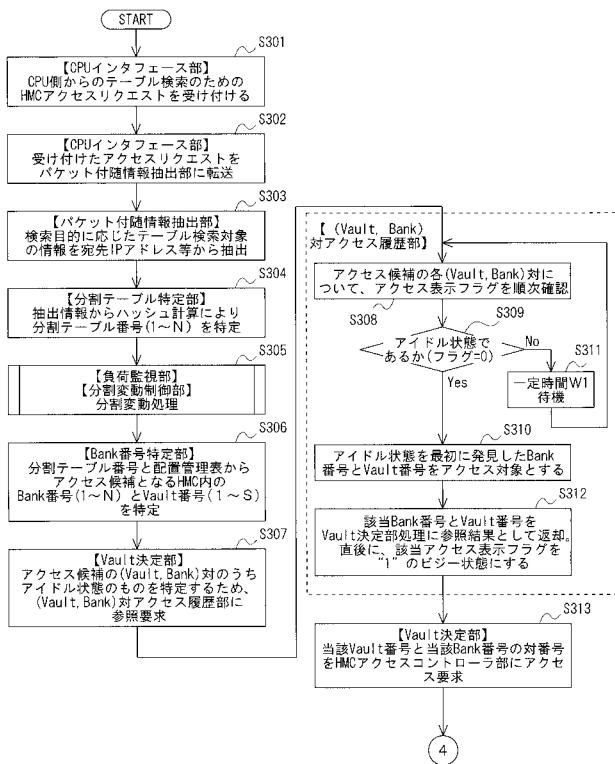 START
S301
【CPUインタフェース部】
CPU側からのテーブル検索のための
HMCアクセスリクエストを受け付ける
S302
【CPUインタフェース部】
受け付けたアクセスリクエストを
パケット付随情報抽出部に転送
S303
【パケット付随情報抽出部】
検索目的に応じたテーブル検索対象
の情報を宛先IPアドレス等から抽出
S304
【分割テーブル特定部】
抽出情報からハッシュ計算により
分割テーブル番号(1～N)を特定
S305
【負荷監視部】
【分割変動制御部】
分割変動処理
S306
【Bank番号特定部】
分割テーブル番号と配置管理表から
アクセス候補となるHMC内の
Bank番号(1～N)とVault番号(1～S)
を特定
S307
【Vault決定部】
アクセス候補の(Vault,Bank)対のうち
アイドル状態のものを特定するため、
(Vault,Bank)対アクセス履歴部に
参照要求
【(Vault, Bank)
対アクセス履歴部】
アクセス候補の各(Vault,Bank)対に
ついて、アクセス表示フラグを順次確認
S308
S309
アイドル状態で
あるか(フラグ=0)
No
Yes
S311
一定時間W1
待機
S310
アイドル状態を最初に発見したBank
番号とVault番号をアクセス対象とする
S312
該当Bank番号とVault番号を
Vault決定部処理に参照結果として返却。
直後に、該当アクセス表示フラグを
"1"のビジー状態にする
S313
【Vault決定部】
当該Vault番号と当該Bank番号の対番号
をHMCアクセスコントローラ部にアクセ
ス要求
4